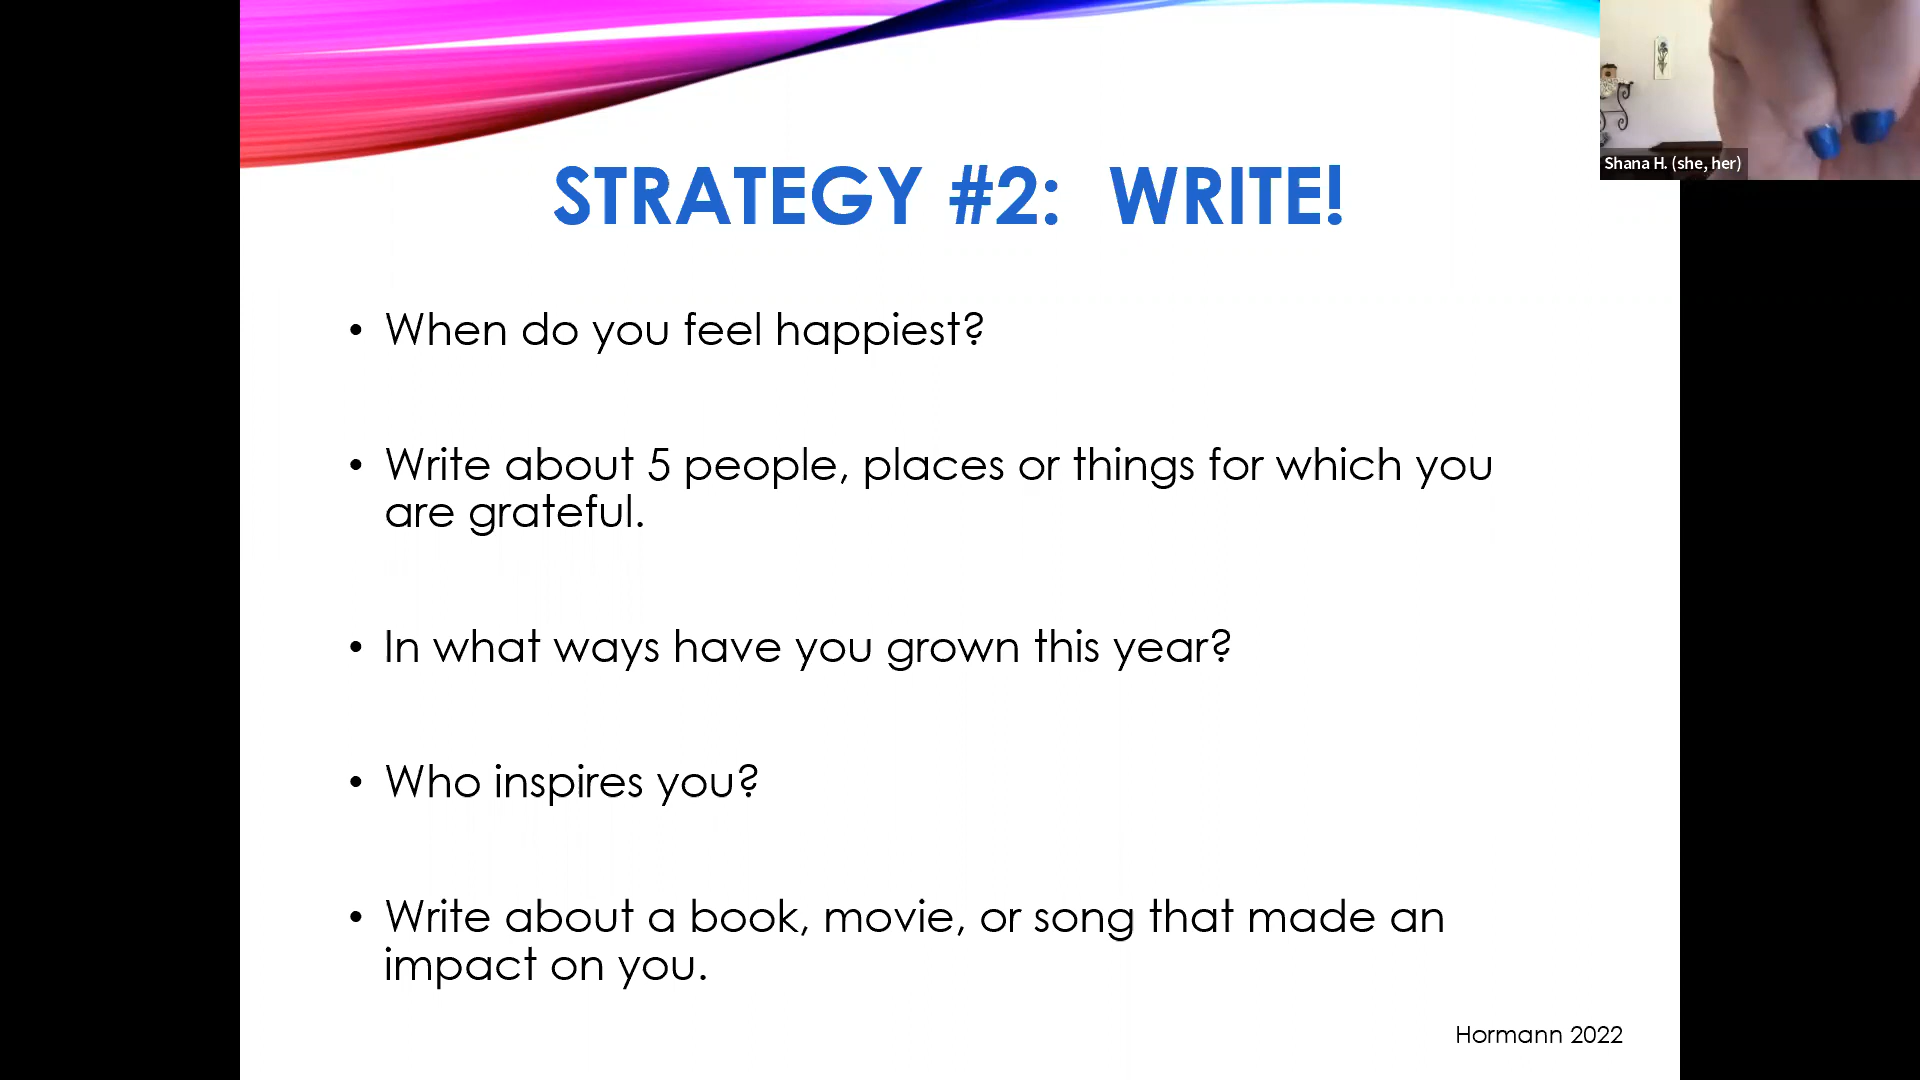 Shana H. (she, her)
STRATEGY #2: WRITE!
• When do you feel happiest?
• Write about 5 people, places or things for which you
are grateful.
• In what ways have you grown this year?
• Who inspires you?
• Write about a book, movie, or song that made an
impact on you.
Hormann 2022